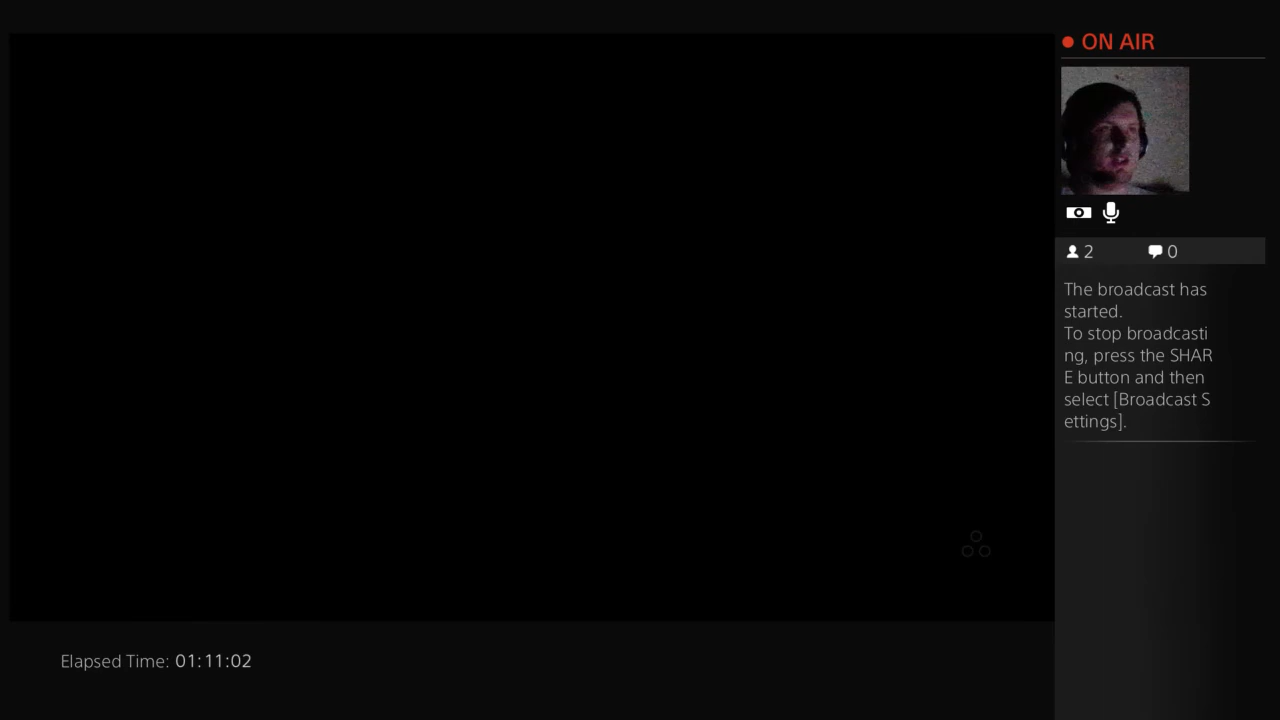 ON AIR
2 0
The broadcast has
started.
To stop broadcasti
ng, press the SHAR
E button and then
select [Broadcast S
ettings].
Elapsed Time: 01:11:02